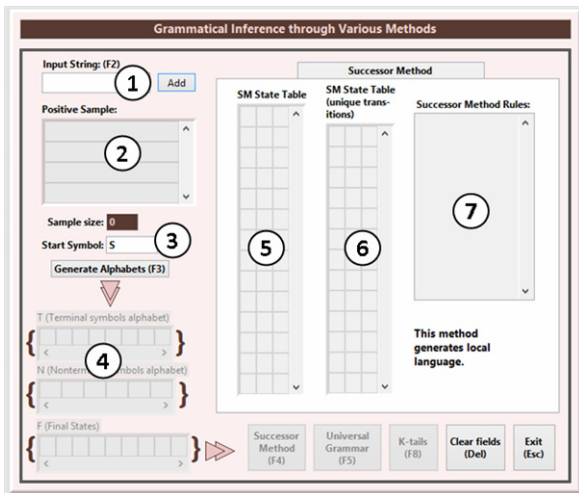 Grammatical Inference through Various Methods
Input String: (F2)
1
Add
Positive Sample:
2
Sample size: 0
Start Symbol: S
3
Generate Alphabets (F3)
T (Terminal symbols alphabet)
{ }
4
N (Nonterm ymbols alphabet)
{ }
F (Final States)
{ }
Successor Method
SM State Table
5
SM State Table
(unique trans-
itions)
6
Successor Method Rules:
7
This method
generates local
language.
Successor
Method
(F4)
Universal
Grammar
(F5)
K-tails
(F8)
Clear fields
(Del)
Exit
(Esc)